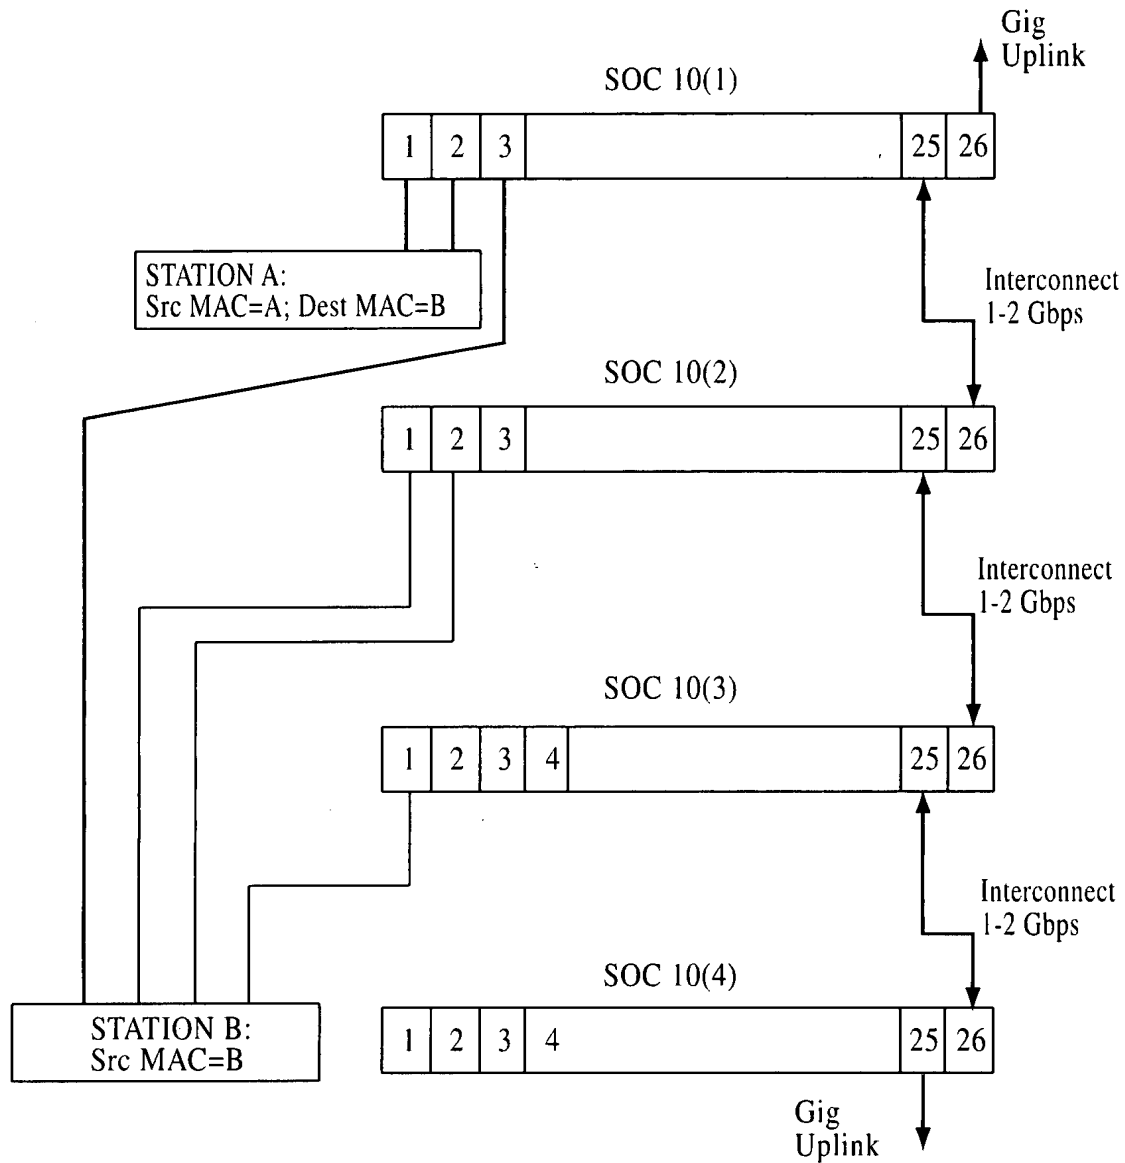 Gig
Uplink
SOC 10(1)
1 2 3 25 26
STATION A:
Src MAC=A; Dest MAC=B
Interconnect
1-2 Gbps
SOC 10(2)
1 2 3 25 26
Interconnect
1-2 Gbps
SOC 10(3)
1 2 3 4 25 26
Interconnect
1-2 Gbps
SOC 10(4)
1 2 3 4 25 26
STATION B:
Src MAC=B
Gig
Uplink